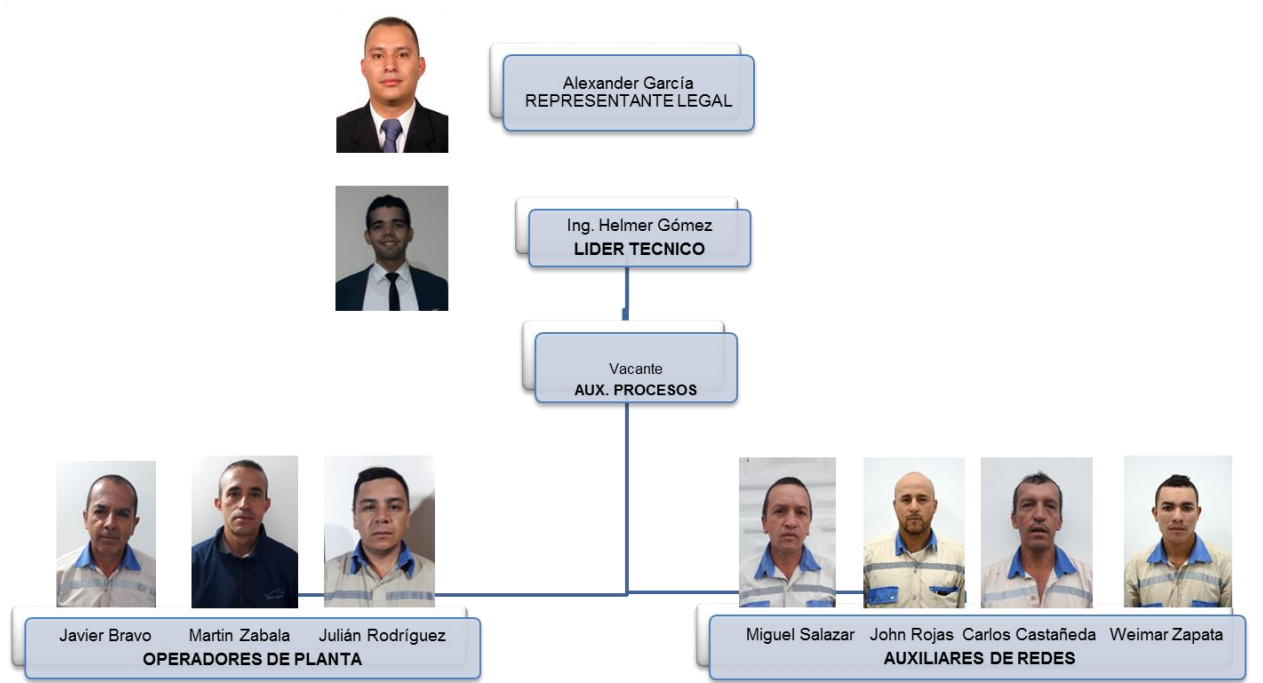 Alexander García
REPRESENTANTE LEGAL
Ing. Helmer Gómez
LIDER TECNICO
Vacante
AUX. PROCESOS
Javier Bravo Martin Zabala Julián Rodríguez
OPERADORES DE PLANTA
Miguel Salazar John Rojas Carlos Castañeda Weimar Zapata
AUXILIARES DE REDES